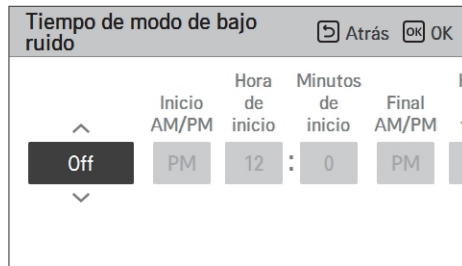 Tiempo de modo de bajo
ruido
Atrás OK OK
Hora Minutos
Inicio de de Final
AM/PM inicio inicio AM/PM
Off PM 12 : 0 PM